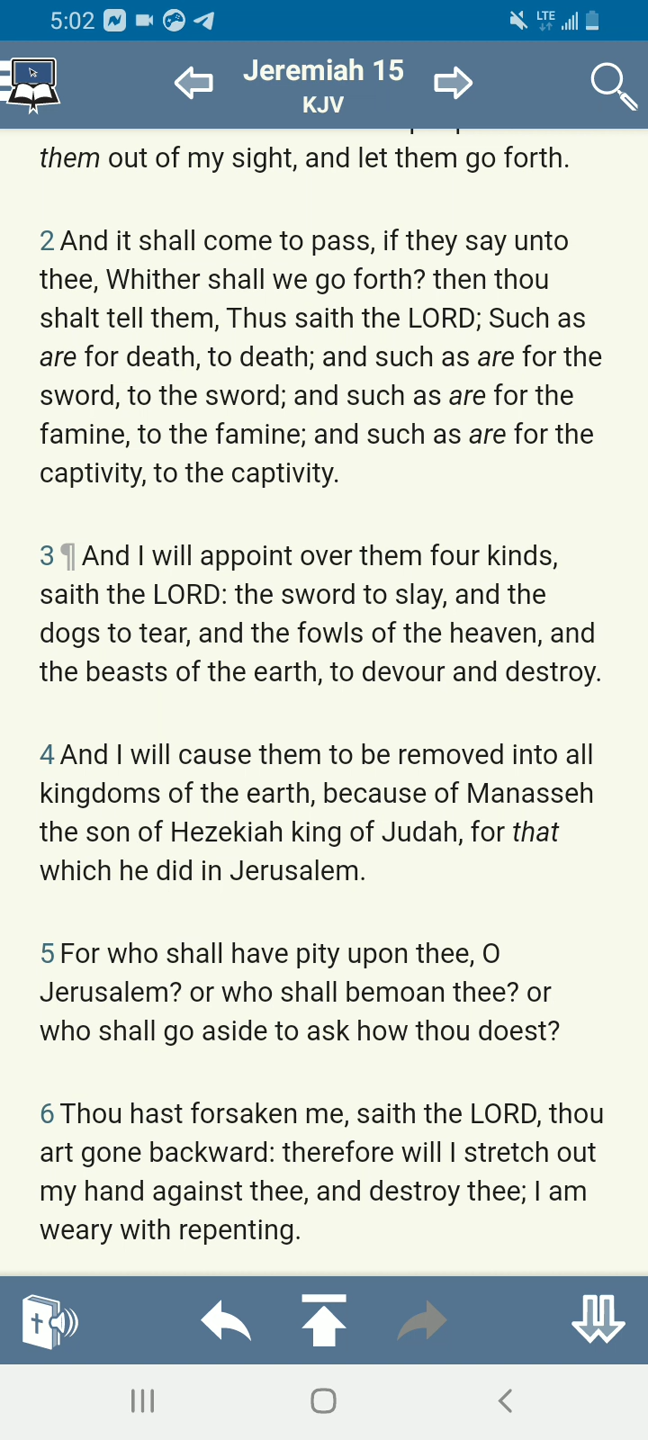 5:02
LTE
Jeremiah 15
KJV
them out of my sight, and let them go forth.
2 And it shall come to pass, if they say unto
thee, Whither shall we go forth? then thou
shalt tell them, Thus saith the LORD; Such as
are for death, to death; and such as are for the
sword, to the sword; and such as are for the
famine, to the famine; and such as are for the
captivity, to the captivity.
3 ¶ And I will appoint over them four kinds,
saith the LORD: the sword to slay, and the
dogs to tear, and the fowls of the heaven, and
the beasts of the earth, to devour and destroy.
4 And I will cause them to be removed into all
kingdoms of the earth, because of Manasseh
the son of Hezekiah king of Judah, for that
which he did in Jerusalem.
5 For who shall have pity upon thee, O
Jerusalem? or who shall bemoan thee? or
who shall go aside to ask how thou doest?
6 Thou hast forsaken me, saith the LORD, thou
art gone backward: therefore will I stretch out
my hand against thee, and destroy thee; I am
weary with repenting.